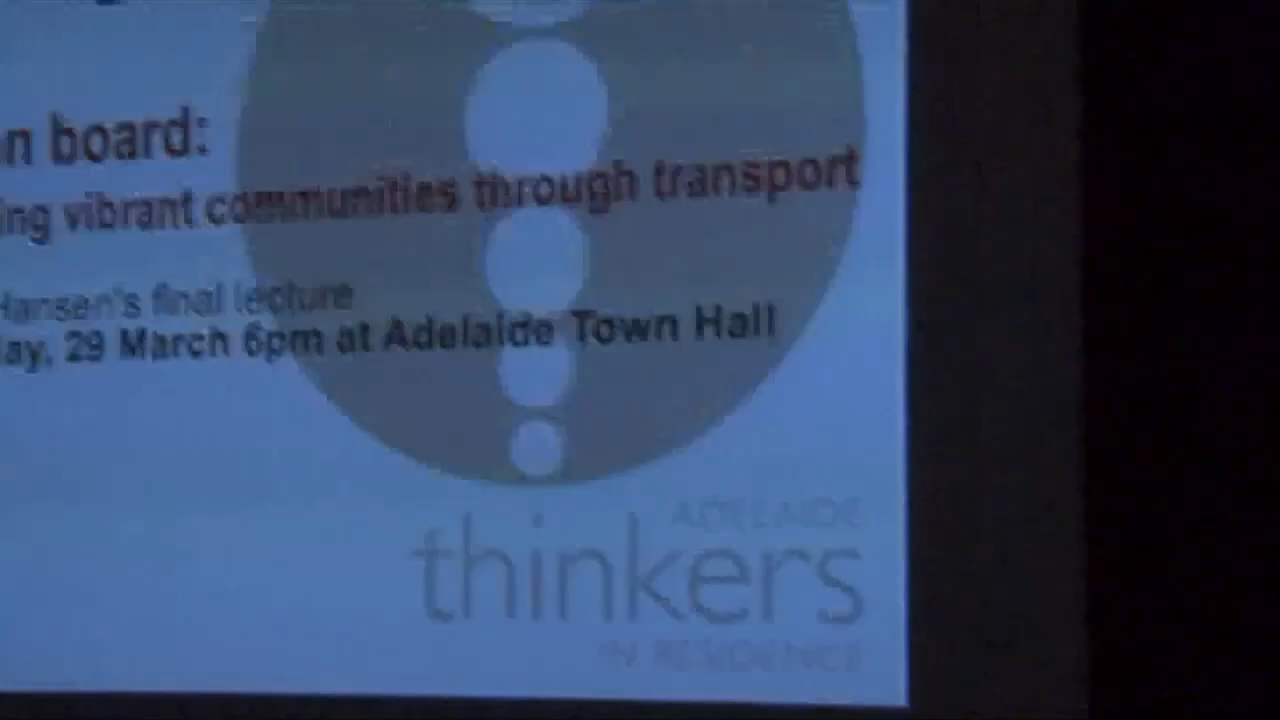 n board:
ing vibrant communities through transport
Hansen's final lecture
ay, 29 March 6pm at Adelaide Town Hall
ADELAIDE
thinkers
IN RESIDENCE